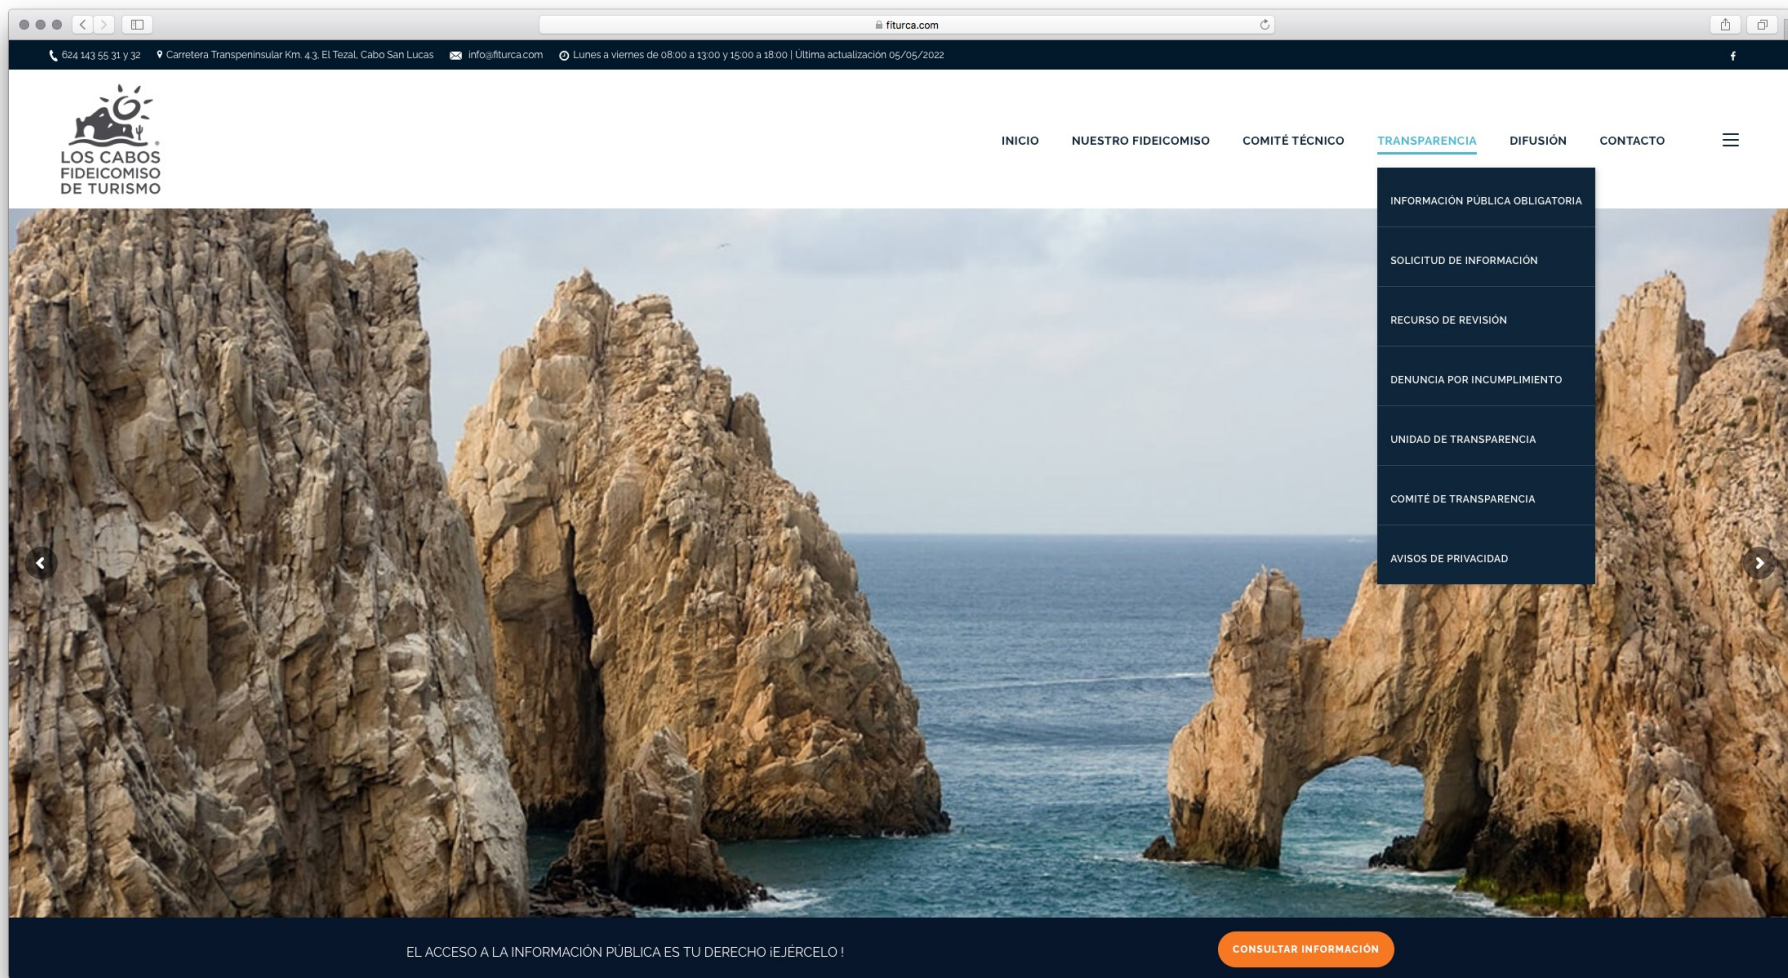 fiturca.com
624 143 55 31 y 32 Carretera Transpeninsular Km. 4.3, El Tezal, Cabo San Lucas info@fiturca.com Lunes a viernes de 08:00 a 13:00 y 15:00 a 18:00 | Última actualización 05/05/2022
LOS CABOS
FIDEICOMISO
DE TURISMO
INICIO NUESTRO FIDEICOMISO COMITÉ TÉCNICO TRANSPARENCIA DIFUSIÓN CONTACTO
INFORMACIÓN PÚBLICA OBLIGATORIA
SOLICITUD DE INFORMACIÓN
RECURSO DE REVISIÓN
DENUNCIA POR INCUMPLIMIENTO
UNIDAD DE TRANSPARENCIA
COMITÉ DE TRANSPARENCIA
AVISOS DE PRIVACIDAD
EL ACCESO A LA INFORMACIÓN PÚBLICA ES TU DERECHO ¡EJÉRCELO !
CONSULTAR INFORMACIÓN